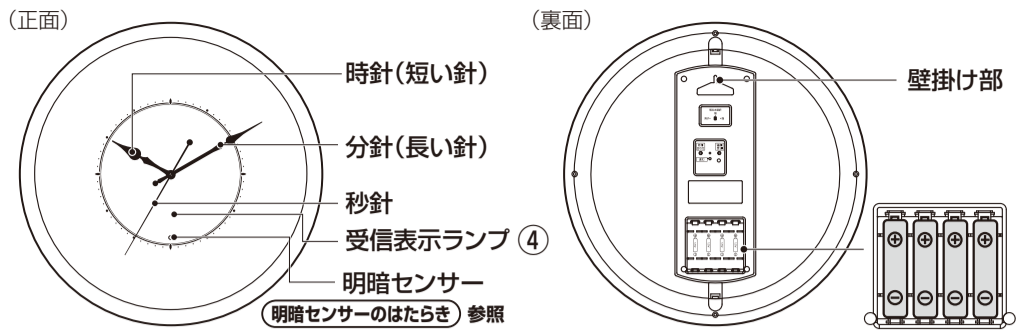 （正面）
時針（短い針）
分針（長い針）
秒針
受信表示ランプ ④
明暗センサー
明暗センサーのはたらき 参照
（裏面）
壁掛け部